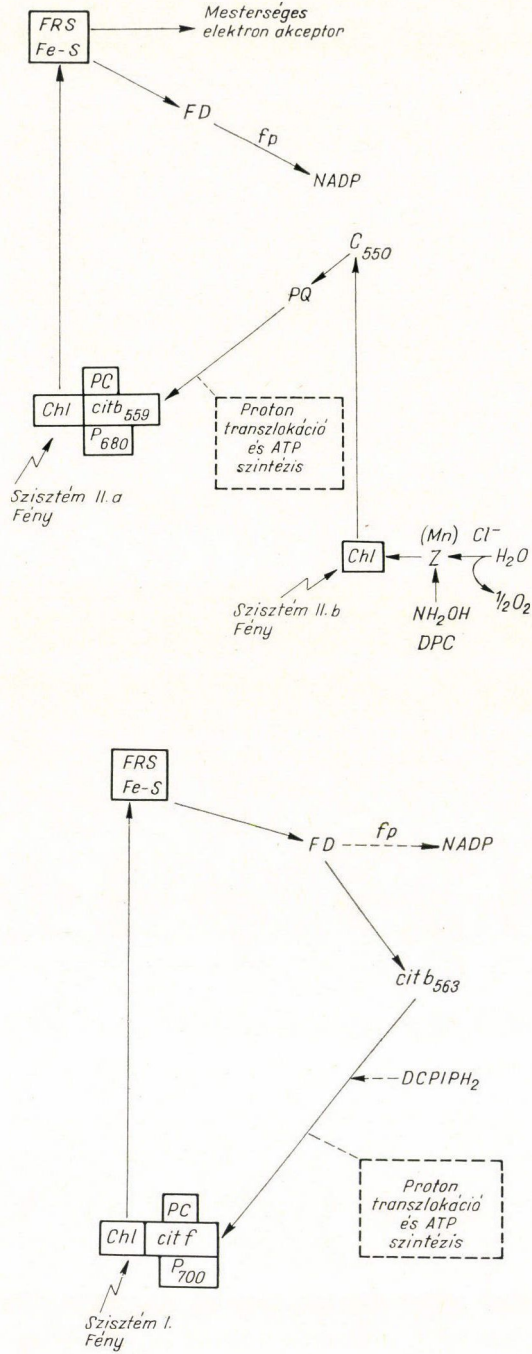 FRS
Fe-S
Mesterséges
elektron akceptor
FD
fp
NADP
C550
PQ
PC
Chl
citb559
P680
Proton
transzlokáció
és ATP
szintézis
Szisztém II.a
Fény
(Mn)
Cl⁻
Chl
Z
H2O
½O2
Szisztém II.b
Fény
NH2OH
DPC
FRS
Fe-S
FD
fp
NADP
citb563
DCPIPH2
Proton
transzlokáció
és ATP
szintézis
PC
Chl
cit f
P700
Szisztém I.
Fény